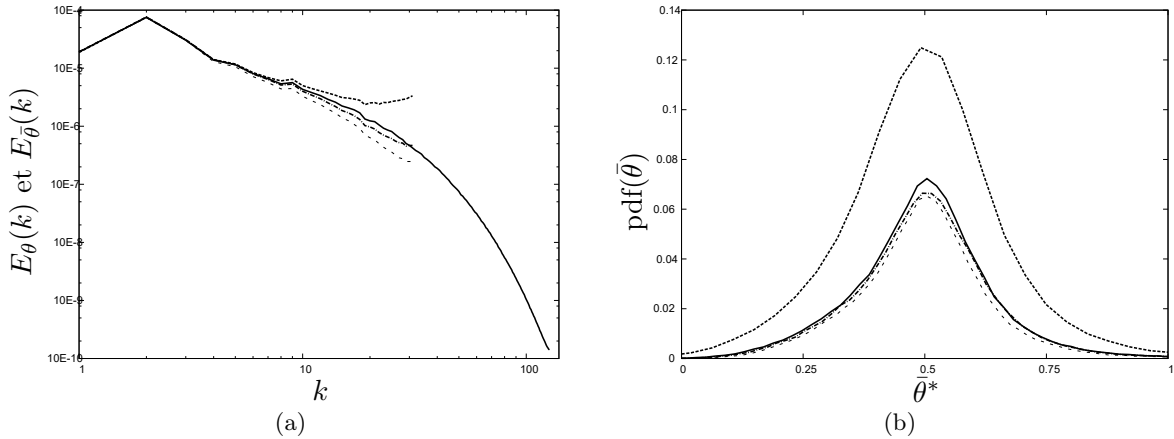 10E-4
10E-5
10E-6
10E-7
10E-8
10E-9
10E-10
1
10
100
E_θ(k) et E_θ̄(k)
k
(a)
0.14
0.12
0.1
0.08
0.06
0.04
0.02
0
0
0.25
0.5
0.75
1
pdf(θ̄)
θ̄*
(b)